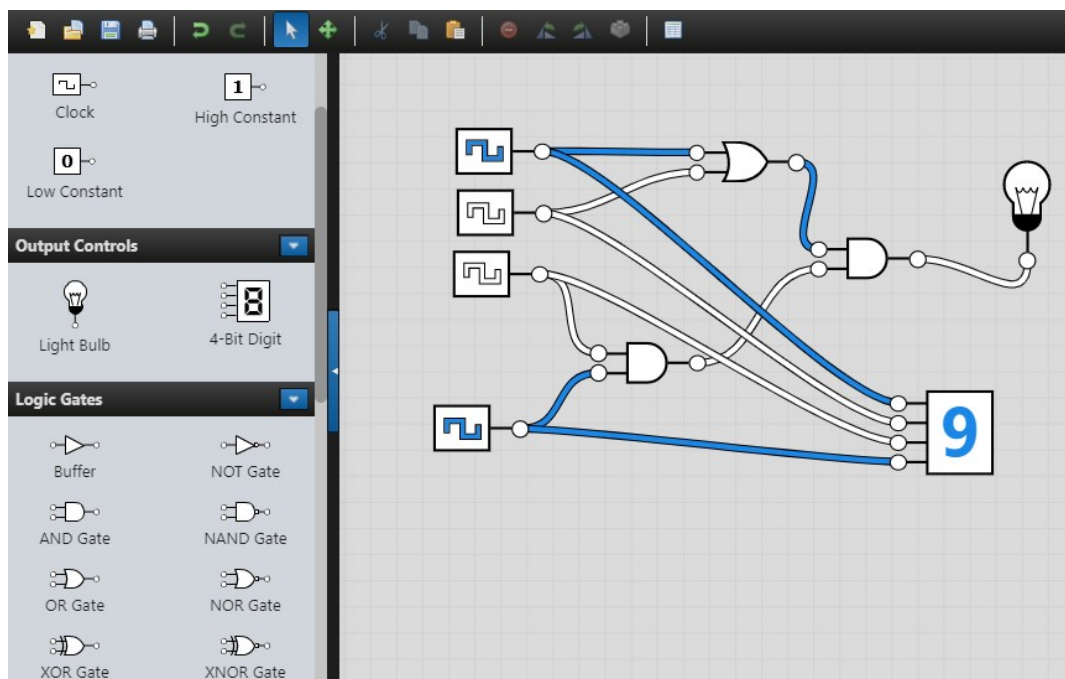 1
Clock
High Constant
0
Low Constant
Output Controls
8
Light Bulb
4-Bit Digit
Logic Gates
Buffer
NOT Gate
AND Gate
NAND Gate
OR Gate
NOR Gate
XOR Gate
XNOR Gate
9